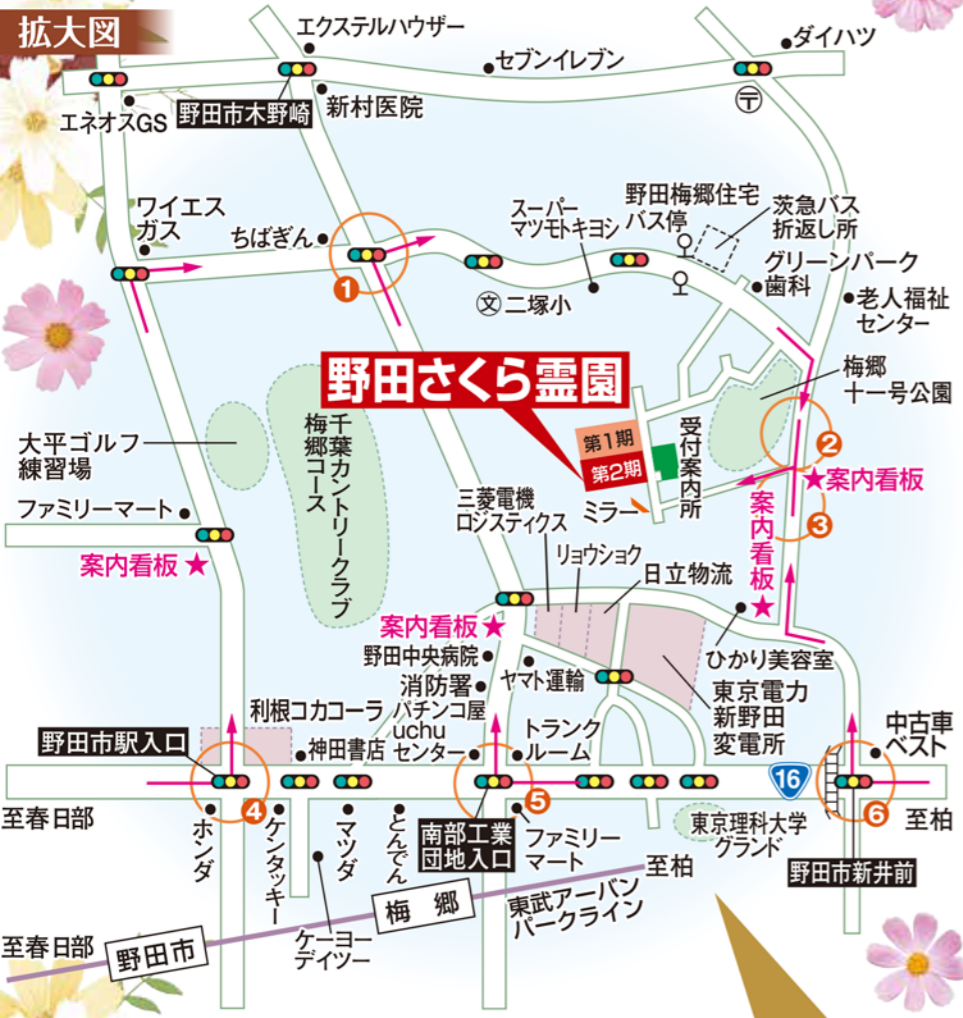 拡大図
エクステルハウザー
セブンイレブン
ダイハツ
エネオスGS
野田市木野崎
新村医院
〒
ワイエス
ガス
ちばぎん
スーパー
マツモトキヨシ
野田梅郷住宅
バス停
茨急バス
折返し所
グリーンパーク
歯科
老人福祉
センター
1
文
二塚小
野田さくら霊園
梅郷
十一号公園
大平ゴルフ
練習場
千葉カントリークラブ
梅郷コース
第1期
第2期
受付案内所
2
★案内看板
3
ファミリーマート
案内看板★
三菱電機
ロジスティクス
ミラー
リョウショク
日立物流
案内看板★
案内看板★
野田中央病院
消防署
ヤマト運輸
ひかり美容室
東京電力
新野田
変電所
利根コカコーラ
パチンコ屋
uchu
センター
トランク
ルーム
中古車
ベスト
野田市駅入口
神田書店
16
至春日部
4
5
6
至柏
ホンダ
ケンタッキー
マツダ
とんでん
南部工業
団地入口
ファミリー
マート
東京理科大学
グランド
野田市新井前
至柏
梅郷
東武アーバン
パークライン
ケーヨー
デイツー
至春日部
野田市